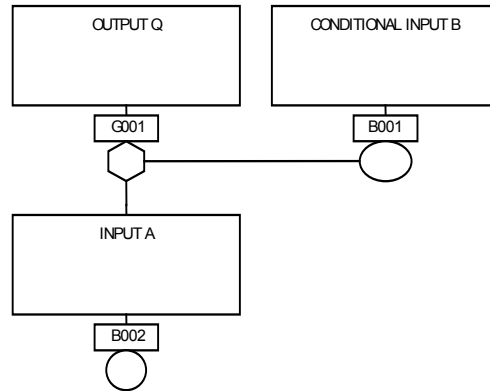 OUTPUT Q
CONDITIONAL INPUT B
G001
B001
INPUT A
B002